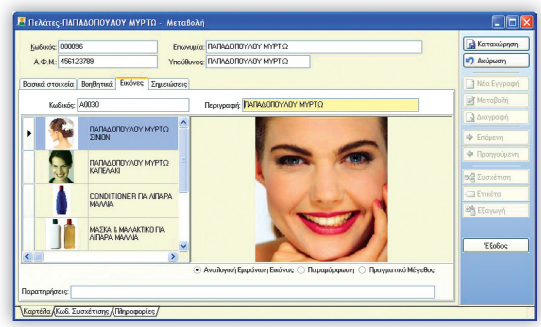 Πελάτες-ΠΑΠΑΔΟΠΟΥΛΟΥ ΜΥΡΤΩ - Μεταβολή
Κωδικός: 000096
Επωνυμία: ΠΑΠΑΔΟΠΟΥΛΟΥ ΜΥΡΤΩ
Α.Φ.Μ.: 456123789
Υπεύθυνος: ΠΑΠΑΔΟΠΟΥΛΟΥ ΜΥΡΤΩ
Βασικά στοιχεία Βοηθητικά Εικόνες Σημειώσεις
Κωδικός: A0030
Περιγραφή: ΠΑΠΑΔΟΠΟΥΛΟΥ ΜΥΡΤΩ
ΠΑΠΑΔΟΠΟΥΛΟΥ ΜΥΡΤΩ
ΣΙΝΙΟΝ
ΠΑΠΑΔΟΠΟΥΛΟΥ ΜΥΡΤΩ
ΚΑΠΕΛΑΚΙ
CONDITIONER ΓΙΑ ΛΙΠΑΡΑ
ΜΑΛΛΙΑ
ΜΑΣΚΑ & ΜΑΛΑΚΤΙΚΟ ΓΙΑ
ΛΙΠΑΡΑ ΜΑΛΛΙΑ
Αναλογική Εμφάνιση Εικόνας Παραμόρφωση Πραγματικό Μέγεθος
Παρατηρήσεις:
Καρτέλα Κωδ. Συσχέτισης Πληροφορίες
Καταχώρηση
Ακύρωση
Νέα Εγγραφή
Μεταβολή
Διαγραφή
Επόμενη
Προηγούμενη
Συσχέτιση
Ετικέτα
Εξαγωγή
Έξοδος